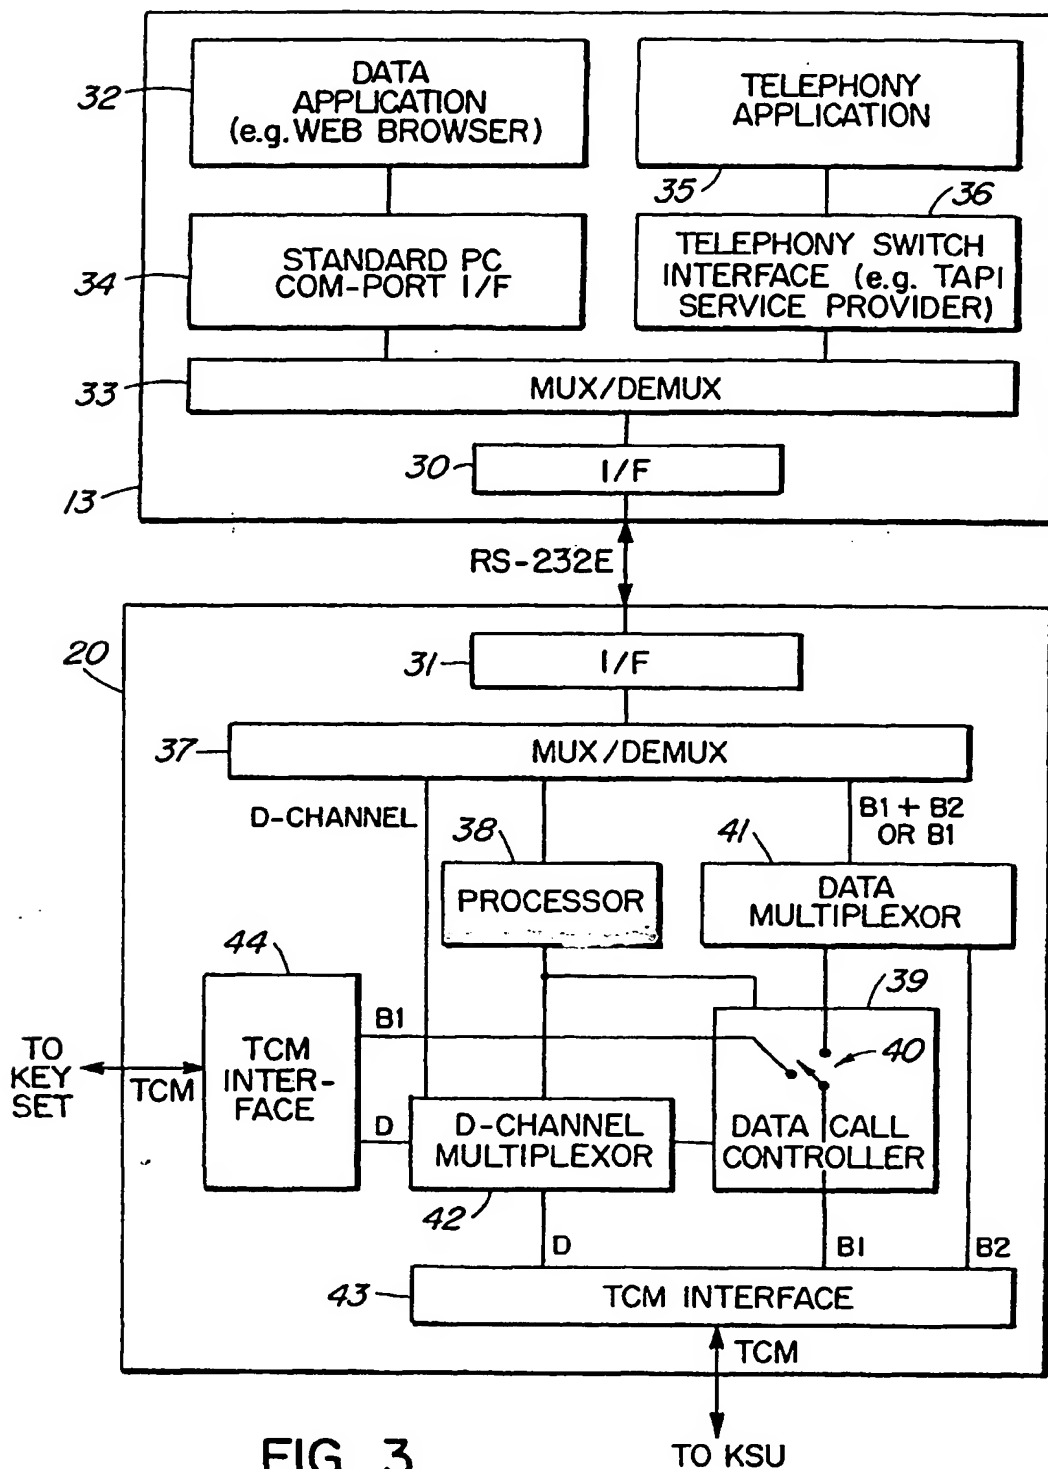 32
DATA
APPLICATION
(e.g. WEB BROWSER)
TELEPHONY
APPLICATION
35
36
34
STANDARD PC
COM-PORT I/F
TELEPHONY SWITCH
INTERFACE (e.g. TAPI
SERVICE PROVIDER)
33
MUX/DEMUX
30
I/F
13
RS-232E
20
31
I/F
37
MUX/DEMUX
D-CHANNEL
38
41
B1 + B2
OR B1
PROCESSOR
DATA
MULTIPLEXOR
44
39
TO
KEY
SET
TCM
TCM
INTER-
FACE
B1
40
D
D-CHANNEL
MULTIPLEXOR
DATA CALL
CONTROLLER
42
D
B1
B2
43
TCM INTERFACE
TCM
TO KSU
FIG. 3